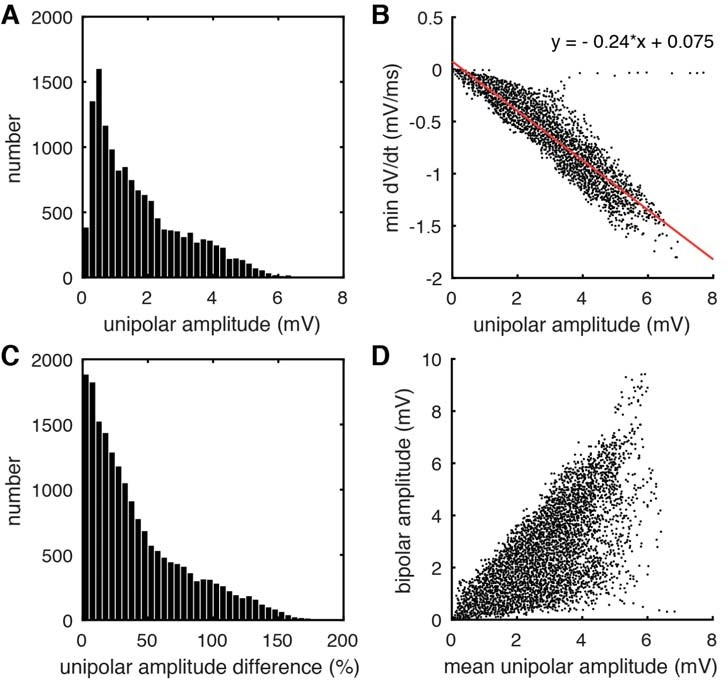 A
2000
1500
1000
500
0
number
0 2 4 6 8
unipolar amplitude (mV)
B
y = - 0.24*x + 0.075
0.5
0
-0.5
-1
-1.5
-2
min dV/dt (mV/ms)
0 2 4 6 8
unipolar amplitude (mV)
C
2000
1500
1000
500
0
number
0 50 100 150 200
unipolar amplitude difference (%)
D
10
8
6
4
2
0
bipolar amplitude (mV)
0 2 4 6 8
mean unipolar amplitude (mV)